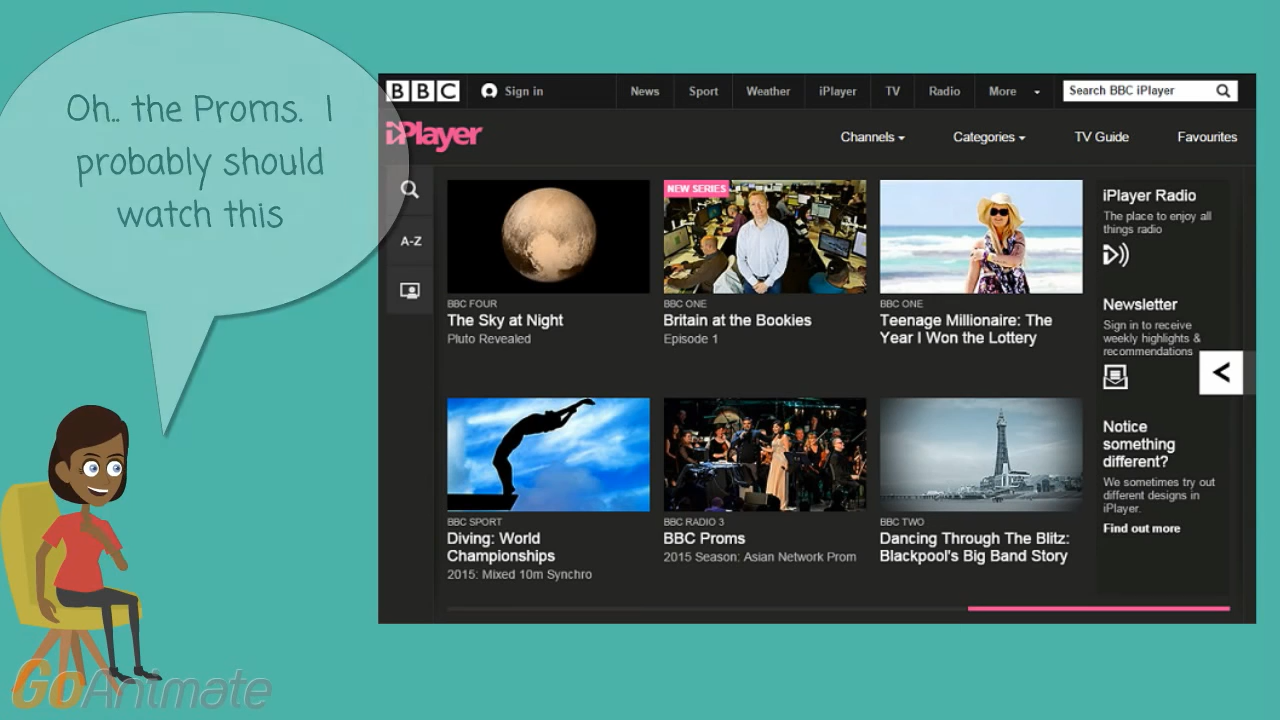 Oh.. the Proms. I
probably should
watch this
BBC
Sign in
News
Sport
Weather
iPlayer
TV
Radio
More
Search BBC iPlayer
iPlayer
Channels
Categories
TV Guide
Favourites
A-Z
BBC FOUR
The Sky at Night
Pluto Revealed
NEW SERIES
BBC ONE
Britain at the Bookies
Episode 1
BBC ONE
Teenage Millionaire: The
Year I Won the Lottery
BBC SPORT
Diving: World
Championships
2015: Mixed 10m Synchro
BBC RADIO 3
BBC Proms
2015 Season: Asian Network Prom
BBC TWO
Dancing Through The Blitz:
Blackpool's Big Band Story
iPlayer Radio
The place to enjoy all
things radio
Newsletter
Sign in to receive
weekly highlights &
recommendations
Notice
something
different?
We sometimes try out
different designs in
iPlayer.
Find out more
GoAnimate